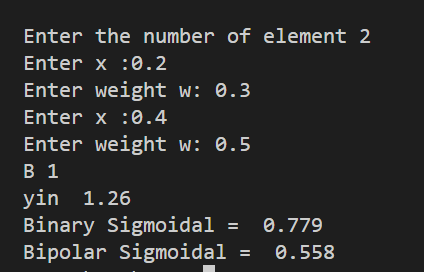 Enter the number of element 2
Enter x :0.2
Enter weight w: 0.3
Enter x :0.4
Enter weight w: 0.5
B 1
yin  1.26
Binary Sigmoidal =  0.779
Bipolar Sigmoidal =  0.558